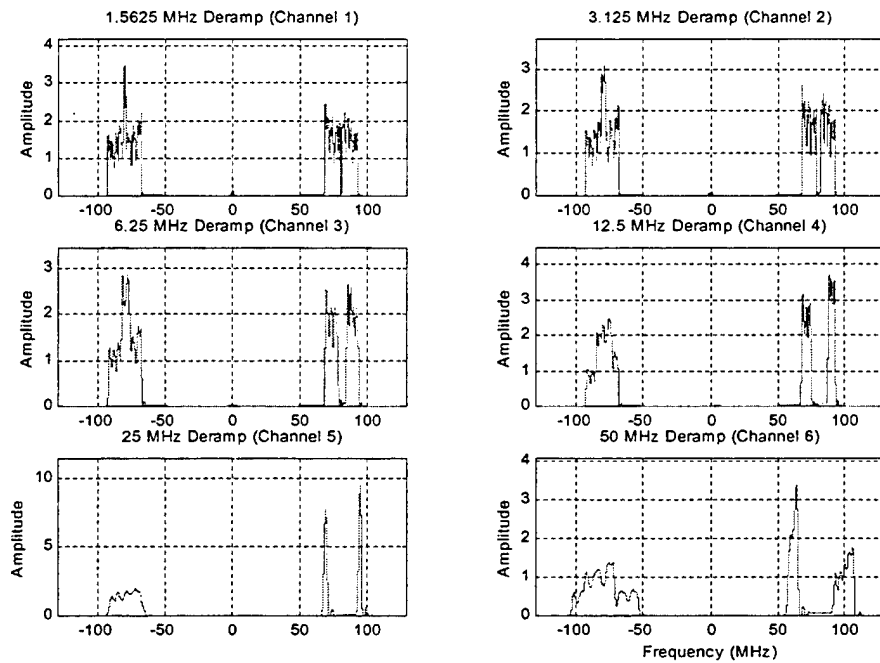 1.5625 MHz Deramp (Channel 1)
4
3
2
1
0
Amplitude
-100 -50 0 50 100
3.125 MHz Deramp (Channel 2)
4
3
2
1
0
Amplitude
-100 -50 0 50 100
6.25 MHz Deramp (Channel 3)
3
2
1
0
Amplitude
-100 -50 0 50 100
12.5 MHz Deramp (Channel 4)
4
3
2
1
0
Amplitude
-100 -50 0 50 100
25 MHz Deramp (Channel 5)
10
5
0
Amplitude
-100 -50 0 50 100
50 MHz Deramp (Channel 6)
4
3
2
1
0
Amplitude
-100 -50 0 50 100
Frequency (MHz)